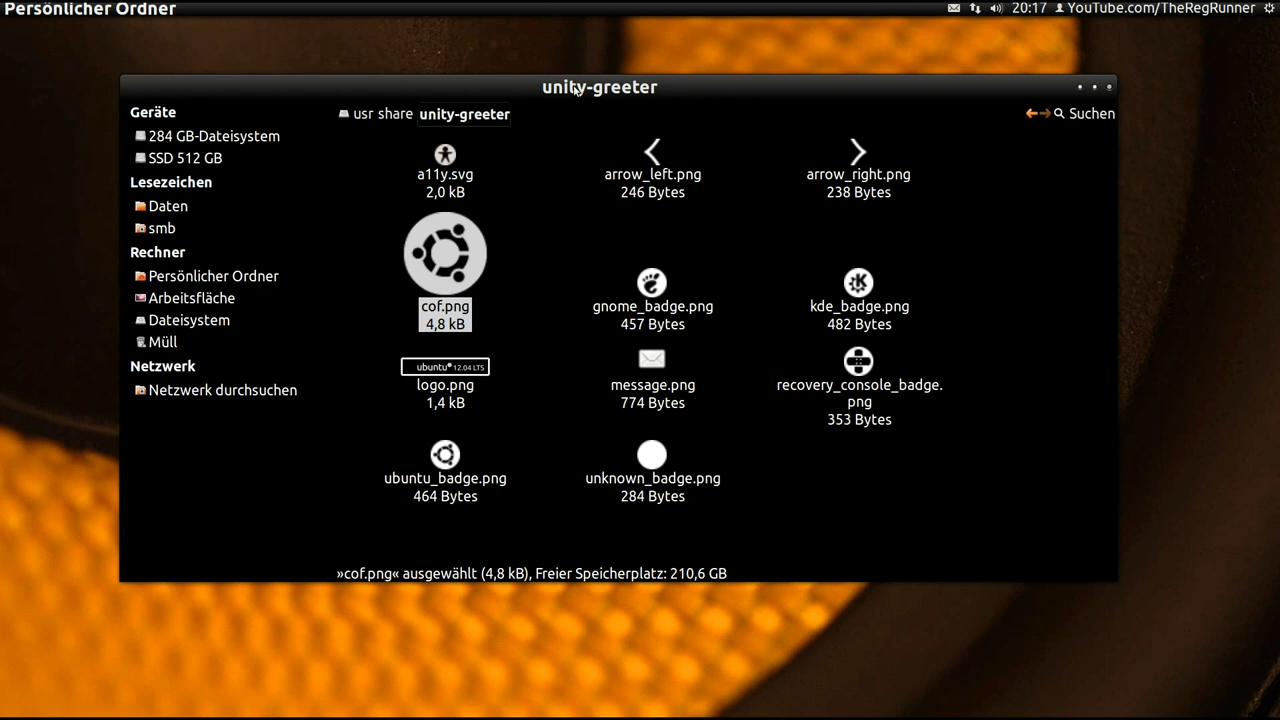 Persönlicher Ordner
20:17 YouTube.com/TheRegRunner
unity-greeter
Geräte
284 GB-Dateisystem
SSD 512 GB
Lesezeichen
Daten
smb
Rechner
Persönlicher Ordner
Arbeitsfläche
Dateisystem
Müll
Netzwerk
Netzwerk durchsuchen
usr share unity-greeter
Suchen
a11y.svg
2,0 kB
arrow_left.png
246 Bytes
arrow_right.png
238 Bytes
cof.png
4,8 kB
gnome_badge.png
457 Bytes
kde_badge.png
482 Bytes
ubuntu 12.04 LTS
logo.png
1,4 kB
message.png
774 Bytes
recovery_console_badge.
png
353 Bytes
ubuntu_badge.png
464 Bytes
unknown_badge.png
284 Bytes
»cof.png« ausgewählt (4,8 kB), Freier Speicherplatz: 210,6 GB